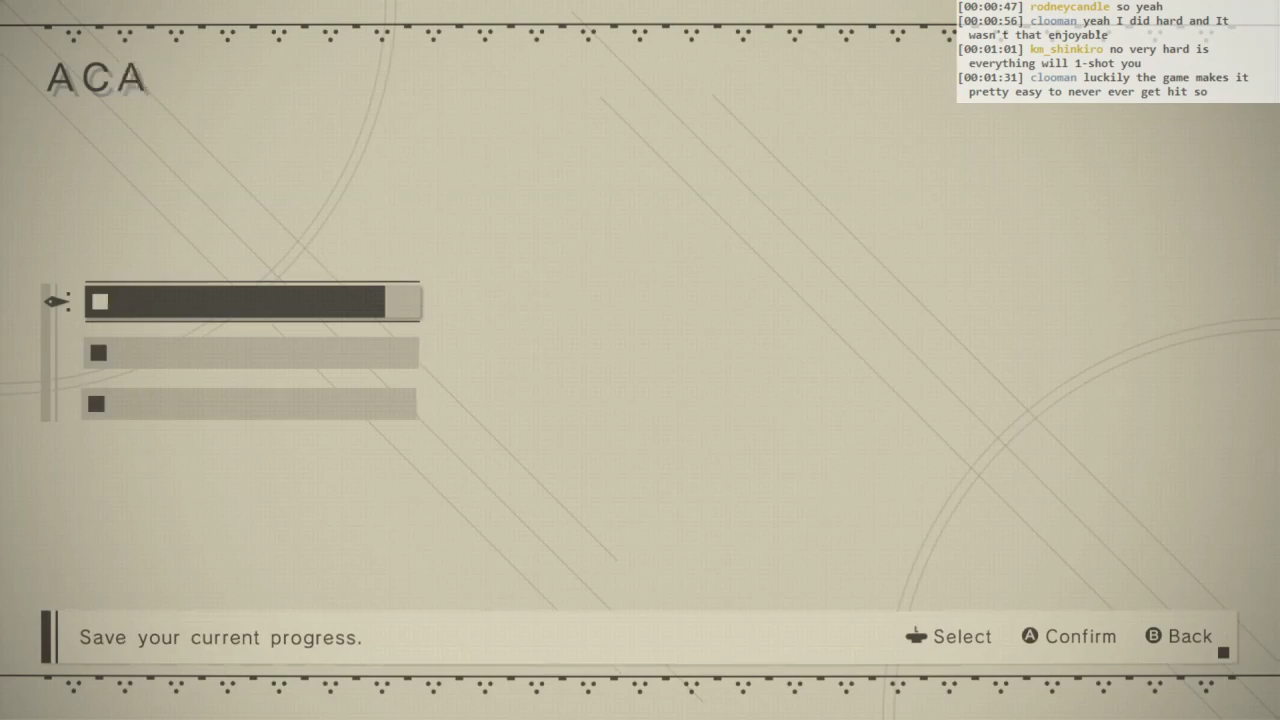 [00:00:47] rodneycandle so yeah
[00:00:56] clooman yeah I did hard and It
wasn't that enjoyable
[00:01:01] km_shinkiro no very hard is
everything will 1-shot you
[00:01:31] clooman luckily the game makes it
pretty easy to never ever get hit so
ACA
Save your current progress.
Select
A Confirm
B Back